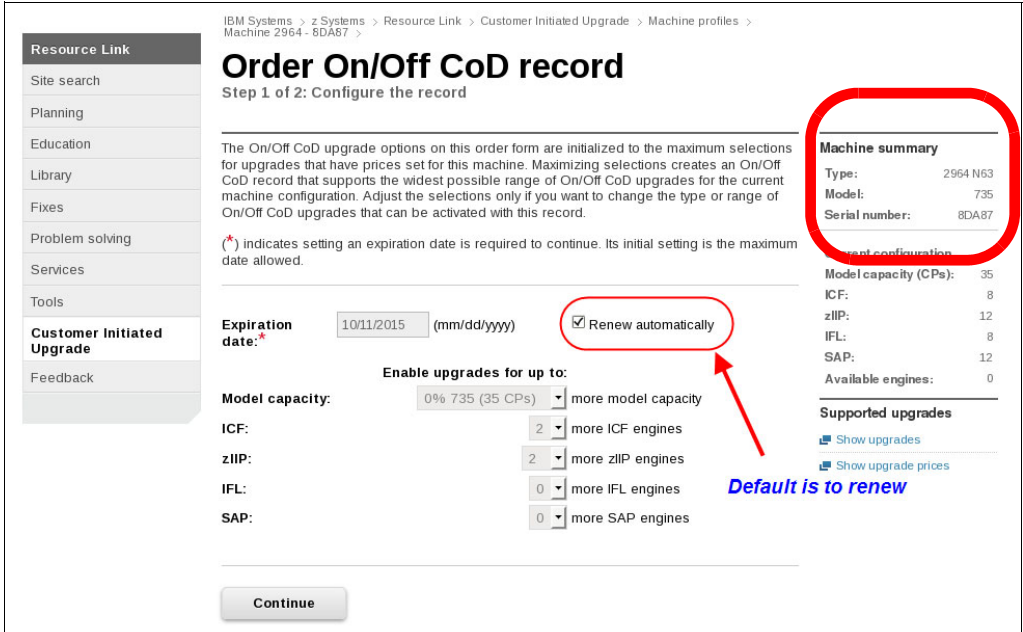 IBM Systems > z Systems > Resource Link > Customer Initiated Upgrade > Machine profiles >
Machine 2964 - 8DA87 >
Resource Link
Site search
Planning
Education
Library
Fixes
Problem solving
Services
Tools
Customer Initiated
Upgrade
Feedback
Order On/Off CoD record
Step 1 of 2: Configure the record
The On/Off CoD upgrade options on this order form are initialized to the maximum selections
for upgrades that have prices set for this machine. Maximizing selections creates an On/Off
CoD record that supports the widest possible range of On/Off CoD upgrades for the current
machine configuration. Adjust the selections only if you want to change the type or range of
On/Off CoD upgrades that can be activated with this record.
(*) indicates setting an expiration date is required to continue. Its initial setting is the maximum
date allowed.
Expiration
date:* 10/11/2015 (mm/dd/yyyy) Renew automatically
Enable upgrades for up to:
Model capacity: 0% 735 (35 CPs) more model capacity
ICF: 2 more ICF engines
zIIP: 2 more zIIP engines
IFL: 0 more IFL engines
SAP: 0 more SAP engines
Continue
Default is to renew
Machine summary
Type: 2964 N63
Model: 735
Serial number: 8DA87
Current configuration
Model capacity (CPs): 35
ICF: 8
zIIP: 12
IFL: 8
SAP: 12
Available engines: 0
Supported upgrades
Show upgrades
Show upgrade prices